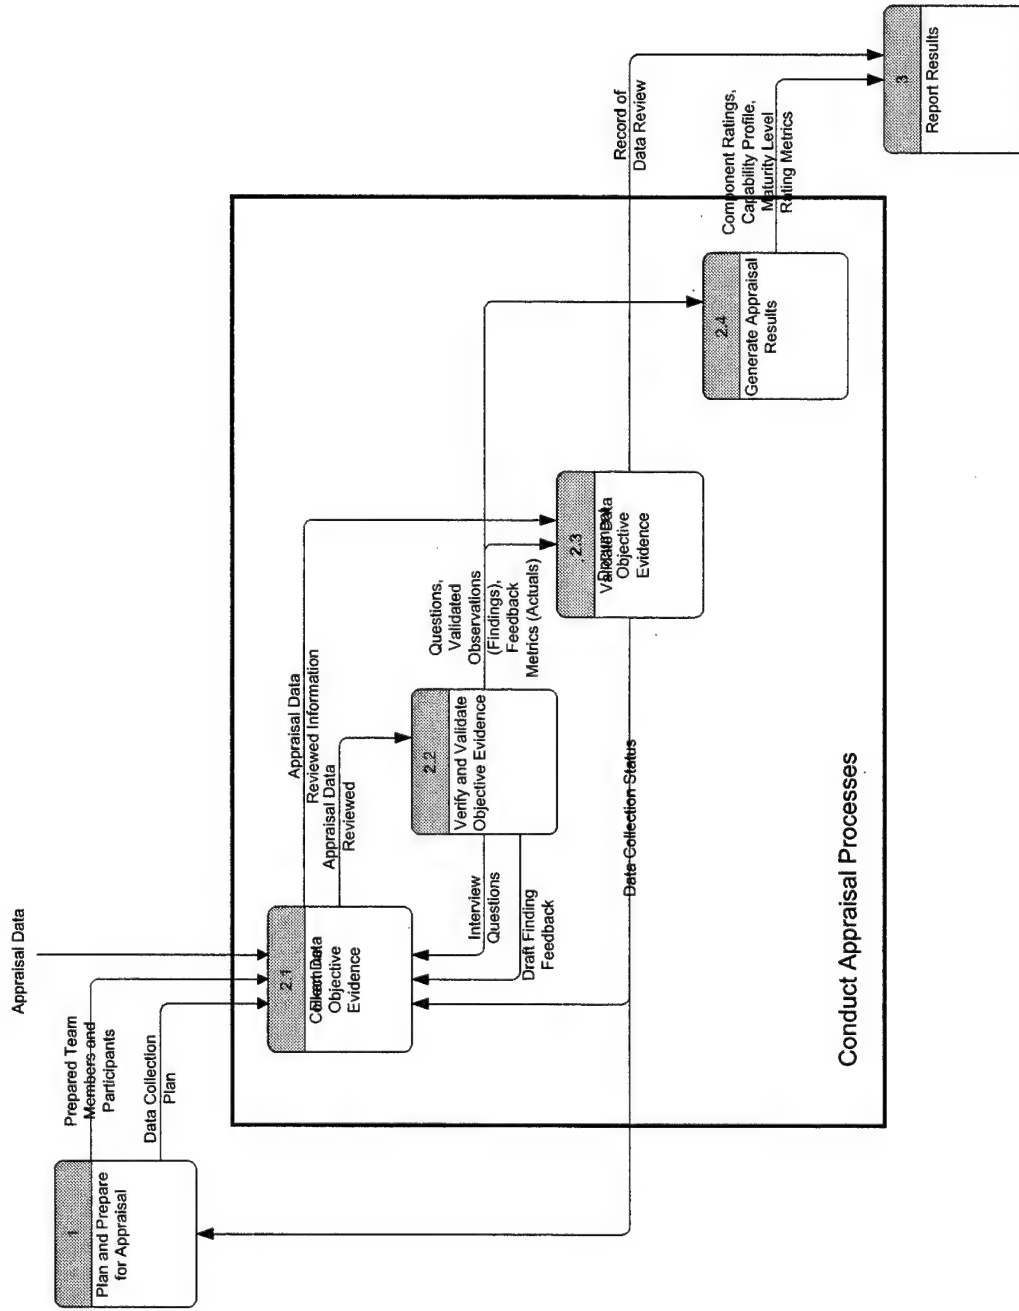 Appraisal Data
Prepared Team
Members and
Participants
Data Collection
Plan
1
Plan and Prepare
for Appraisal
2.1
Objective
Evidence
Appraisal Data
Reviewed Information
Appraisal Data
Reviewed
Interview
Questions
Draft Finding
Feedback
2.2
Verify and Validate
Objective Evidence
Questions,
Validated
Observations
(Findings),
Feedback
Metrics (Actuals)
Data Collection Status
2.3
Objective
Evidence
2.4
Generate Appraisal
Results
Record of
Data Review
Component Ratings,
Capability Profile,
Maturity Level
Rating Metrics
3
Report Results
Conduct Appraisal Processes